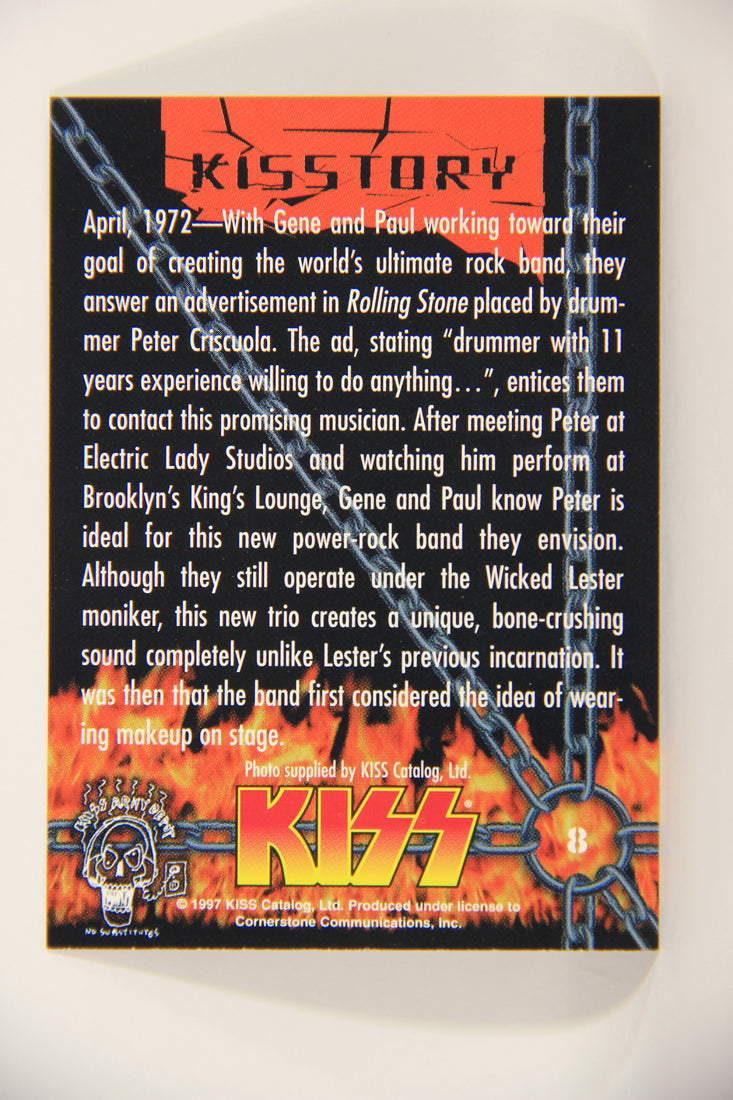 KISSTORY
April, 1972—With Gene and Paul working toward their
goal of creating the world's ultimate rock band, they
answer an advertisement in Rolling Stone placed by drum-
mer Peter Criscuola. The ad, stating "drummer with 11
years experience willing to do anything...", entices them
to contact this promising musician. After meeting Peter at
Electric Lady Studios and watching him perform at
Brooklyn's King's Lounge, Gene and Paul know Peter is
ideal for this new power-rock band they envision.
Although they still operate under the Wicked Lester
moniker, this new trio creates a unique, bone-crushing
sound completely unlike Lester's previous incarnation. It
was then that the band first considered the idea of wear-
ing makeup on stage.
Photo supplied by KISS Catalog, Ltd.
KISS®
8
KISS ARMY DEPOT
NO SUBSTITUTES
© 1997 KISS Catalog, Ltd. Produced under license to
Cornerstone Communications, Inc.